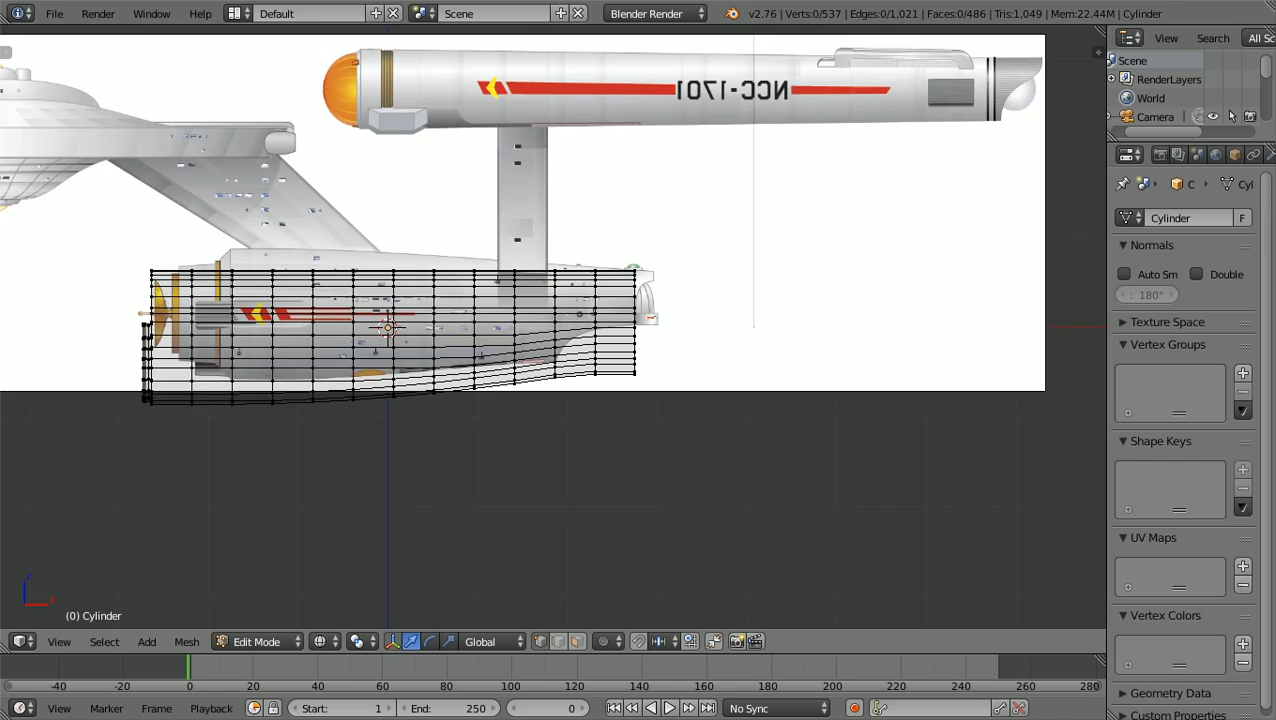 File Render Window Help Default Scene Blender Render v2.76 | Verts:0/537 | Edges:0/1,021 | Faces:0/486 | Tris:1,049 | Mem:22.44M | Cylinder
View Search All Sc
Scene
RenderLayers
World
Camera
NCC-1701
C Cyl
Cylinder F
Normals
Auto Sm Double
: 180°
Texture Space
Vertex Groups
Shape Keys
UV Maps
Vertex Colors
Geometry Data
Custom Properties
z
x
(0) Cylinder
View Select Add Mesh Edit Mode Global
-40 -20 0 20 40 60 80 100 120 140 160 180 200 220 240 260 280
View Marker Frame Playback Start: 1 End: 250 0 No Sync